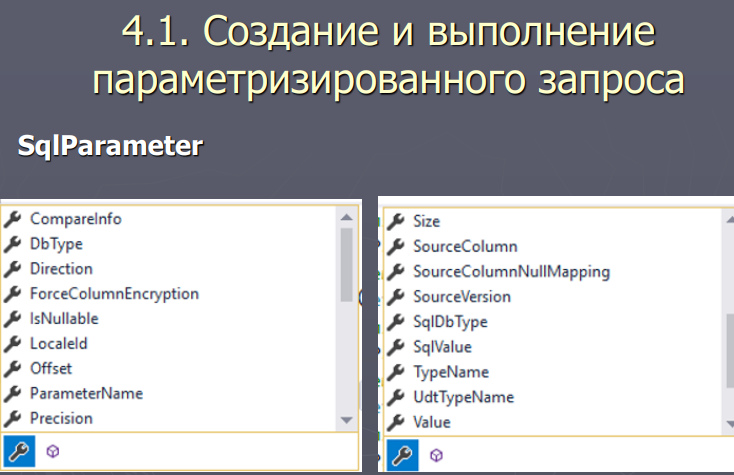 4.1. Создание и выполнение
параметризированного запроса
SqlParameter
CompareInfo
DbType
Direction
ForceColumnEncryption
IsNullable
LocaleId
Offset
ParameterName
Precision
Size
SourceColumn
SourceColumnNullMapping
SourceVersion
SqlDbType
SqlValue
TypeName
UdtTypeName
Value